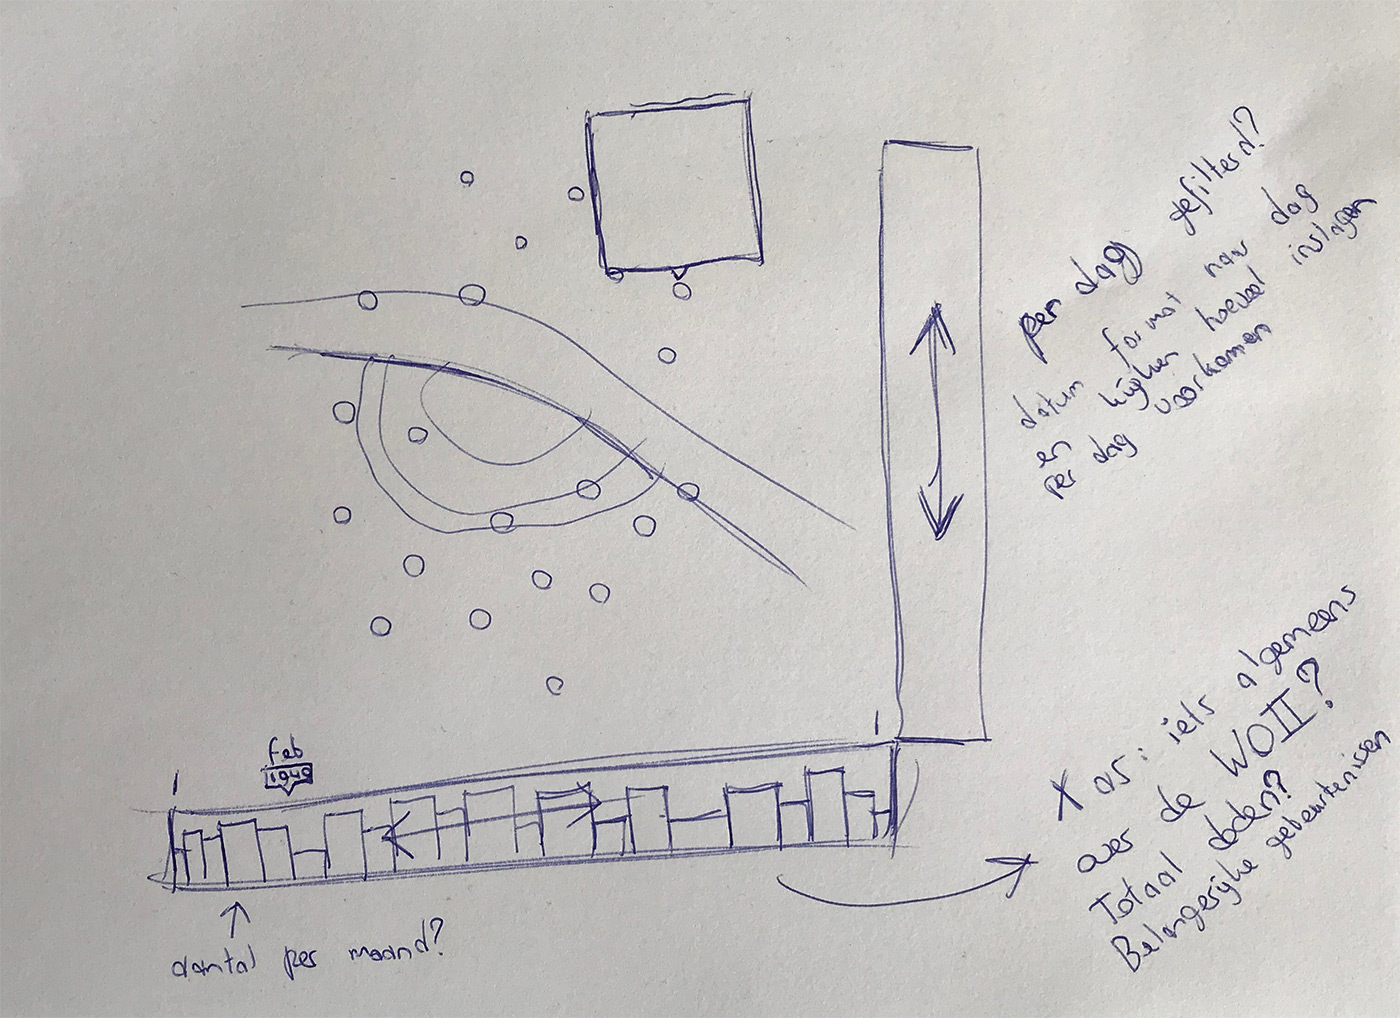 per dag gefilterd?
datum format naar dag
en kijken hoeveel inslagen
per dag voorkomen
feb
1940
X as: iets algemeens
over de WOII?
Totaal doden?
Belangerijke gebeurtenissen
aantal per maand?